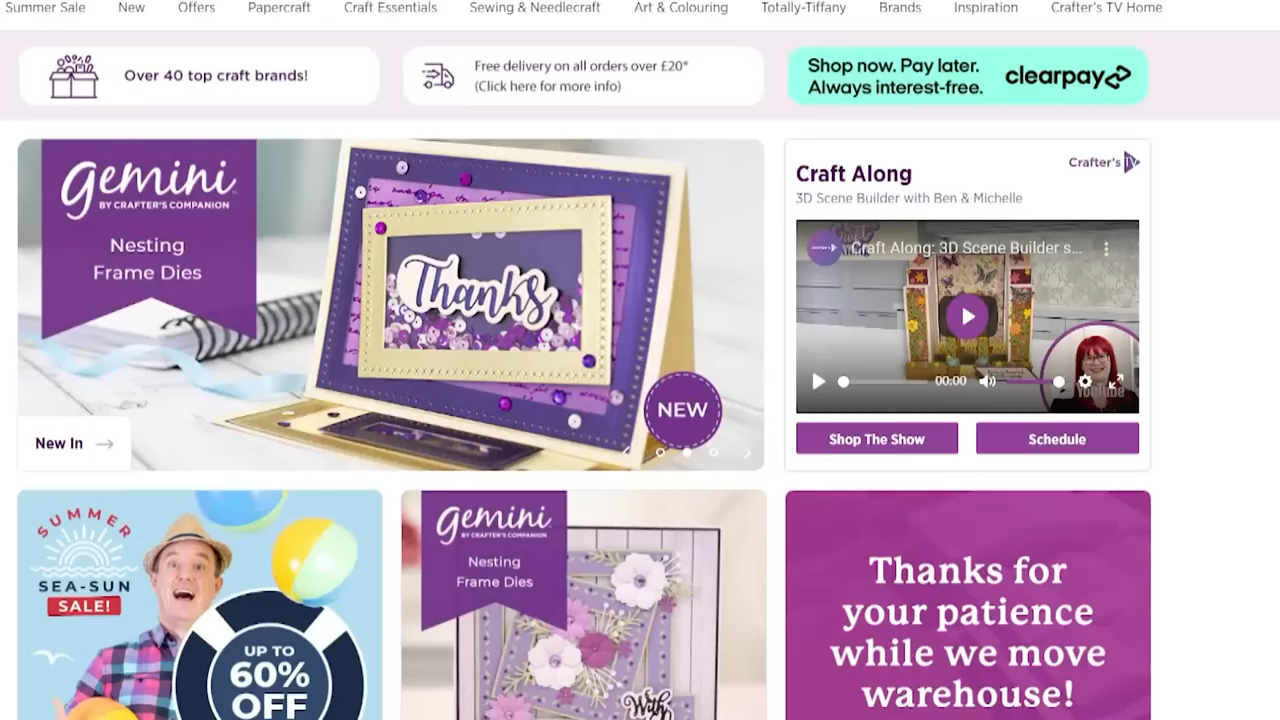 Summer Sale New Offers Papercraft Craft Essentials Sewing & Needlecraft Art & Colouring Totally-Tiffany Brands Inspiration Crafter's TV Home
Over 40 top craft brands!
Free delivery on all orders over £20*
(Click here for more info)
Shop now. Pay later.
Always interest-free.
clearpay
gemini
BY CRAFTER'S COMPANION
Nesting
Frame Dies
Thanks
NEW
New In
Crafter's TV
Craft Along
3D Scene Builder with Ben & Michelle
Craft Along: 3D Scene Builder s...
00:00
YouTube
Shop The Show
Schedule
SUMMER
SEA-SUN
SALE!
UP TO
60%
OFF
gemini
BY CRAFTER'S COMPANION
Nesting
Frame Dies
With
Thanks for
your patience
while we move
warehouse!